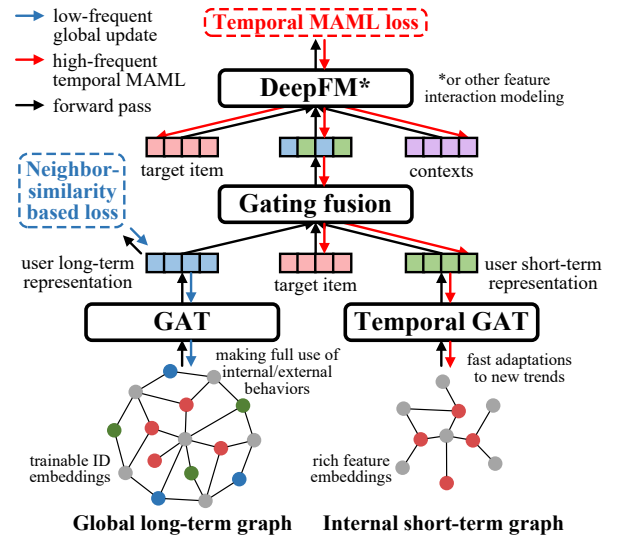 low-frequent
global update
high-frequent
temporal MAML
forward pass
Temporal MAML loss
DeepFM*
*or other feature
interaction modeling
target item
contexts
Neighbor-
similarity
based loss
Gating fusion
user long-term
representation
target item
user short-term
representation
GAT
Temporal GAT
making full use of
internal/external
behaviors
fast adaptations
to new trends
trainable ID
embeddings
rich feature
embeddings
Global long-term graph
Internal short-term graph